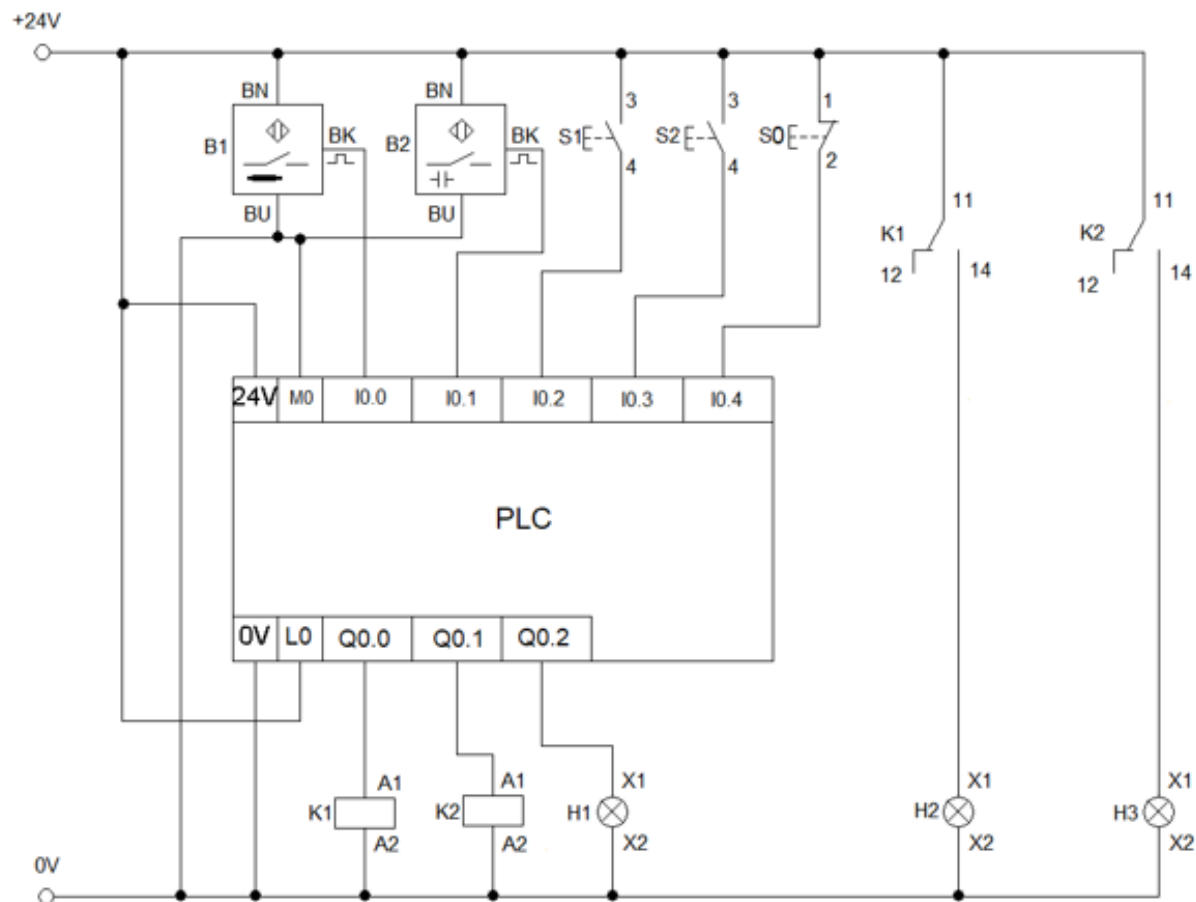 +24V
BN
BN
3
3
1
B1
BK
B2
BK
S1
S2
S0
4
4
2
BU
BU
11
11
K1
K2
12
14
12
14
24V M0 I0.0 I0.1 I0.2 I0.3 I0.4
PLC
0V L0 Q0.0 Q0.1 Q0.2
A1
A1
X1
X1
X1
K1
K2
H1
H2
H3
A2
A2
X2
X2
X2
0V